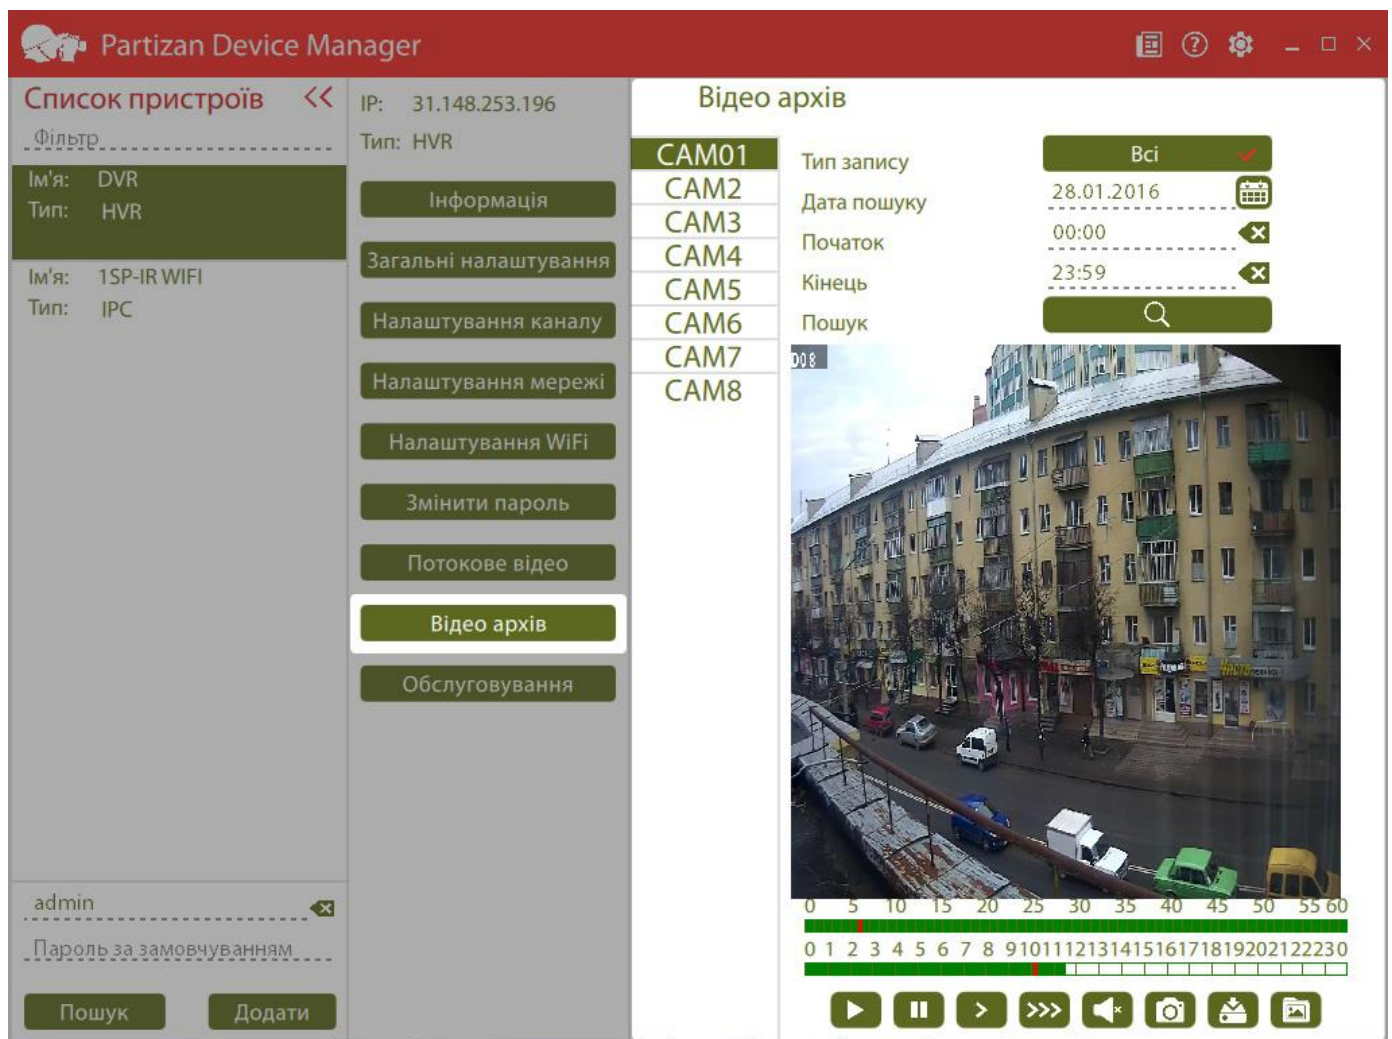 Partizan Device Manager
Список пристроїв <<
Фільтр
Ім'я: DVR
Тип: HVR
Ім'я: 1SP-IR WIFI
Тип: IPC
admin
Пароль за замовчуванням
Пошук Додати
IP: 31.148.253.196
Тип: HVR
Інформація
Загальні налаштування
Налаштування каналу
Налаштування мережі
Налаштування WiFi
Змінити пароль
Потокове відео
Відео архів
Обслуговування
Відео архів
CAM01
CAM2
CAM3
CAM4
CAM5
CAM6
CAM7
CAM8
Тип запису Всі
Дата пошуку 28.01.2016
Початок 00:00
Кінець 23:59
Пошук
D08
0 5 10 15 20 25 30 35 40 45 50 55 60
0 1 2 3 4 5 6 7 8 9 10 11 12 13 14 15 16 17 18 19 20 21 22 23 0